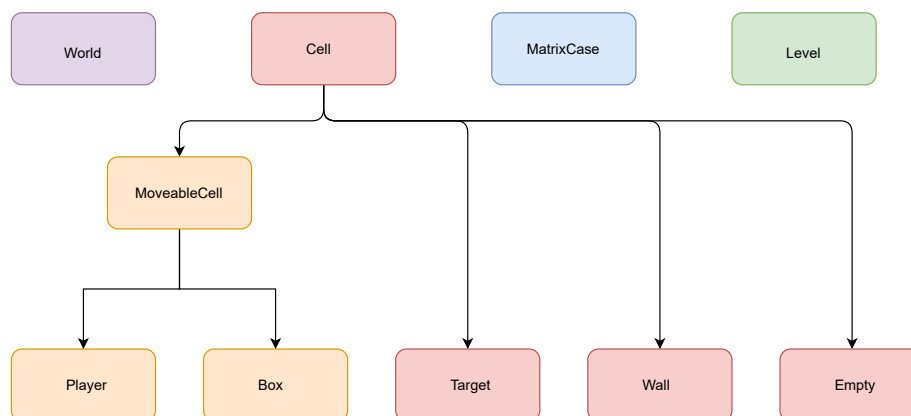 World
Cell
MatrixCase
Level
MoveableCell
Player
Box
Target
Wall
Empty